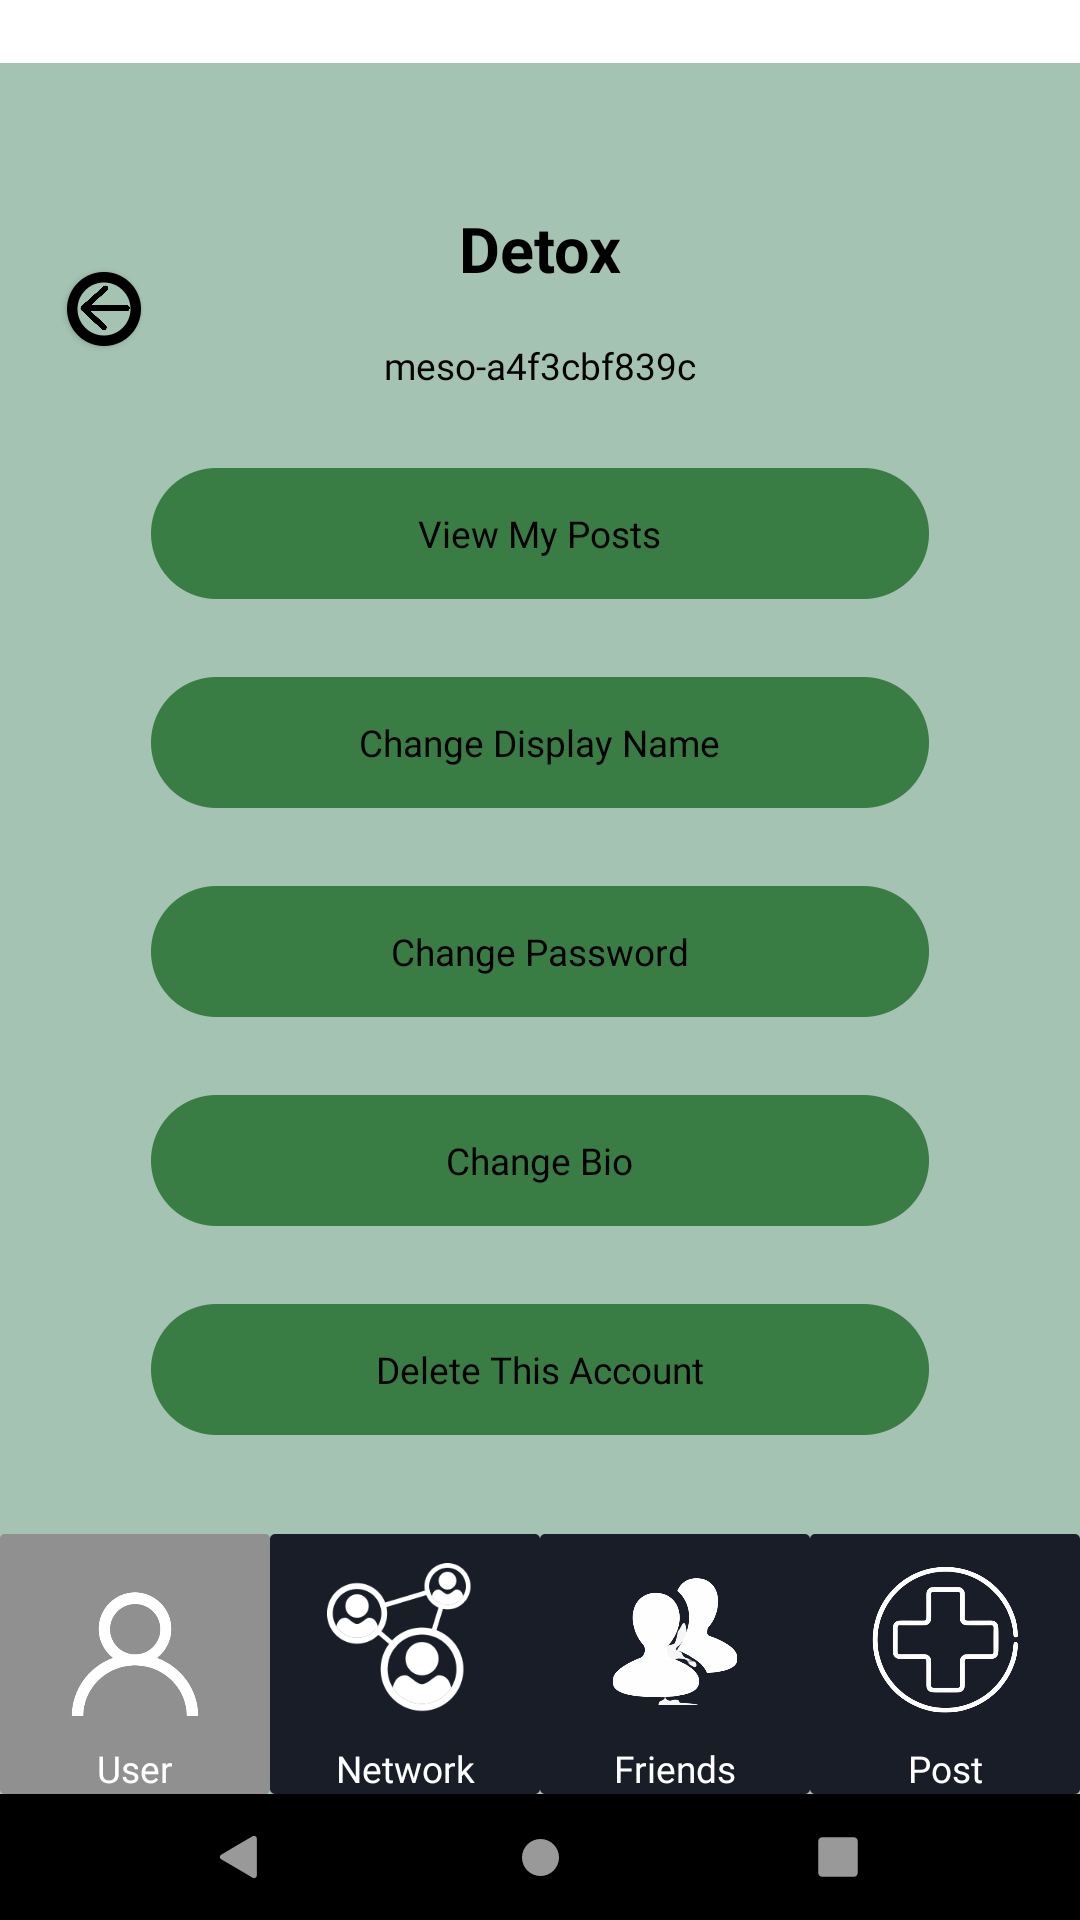 Detox
meso-a4f3cbf839c
View My Posts
Change Display Name
Change Password
Change Bio
Delete This Account
User
Network
Friends
Post